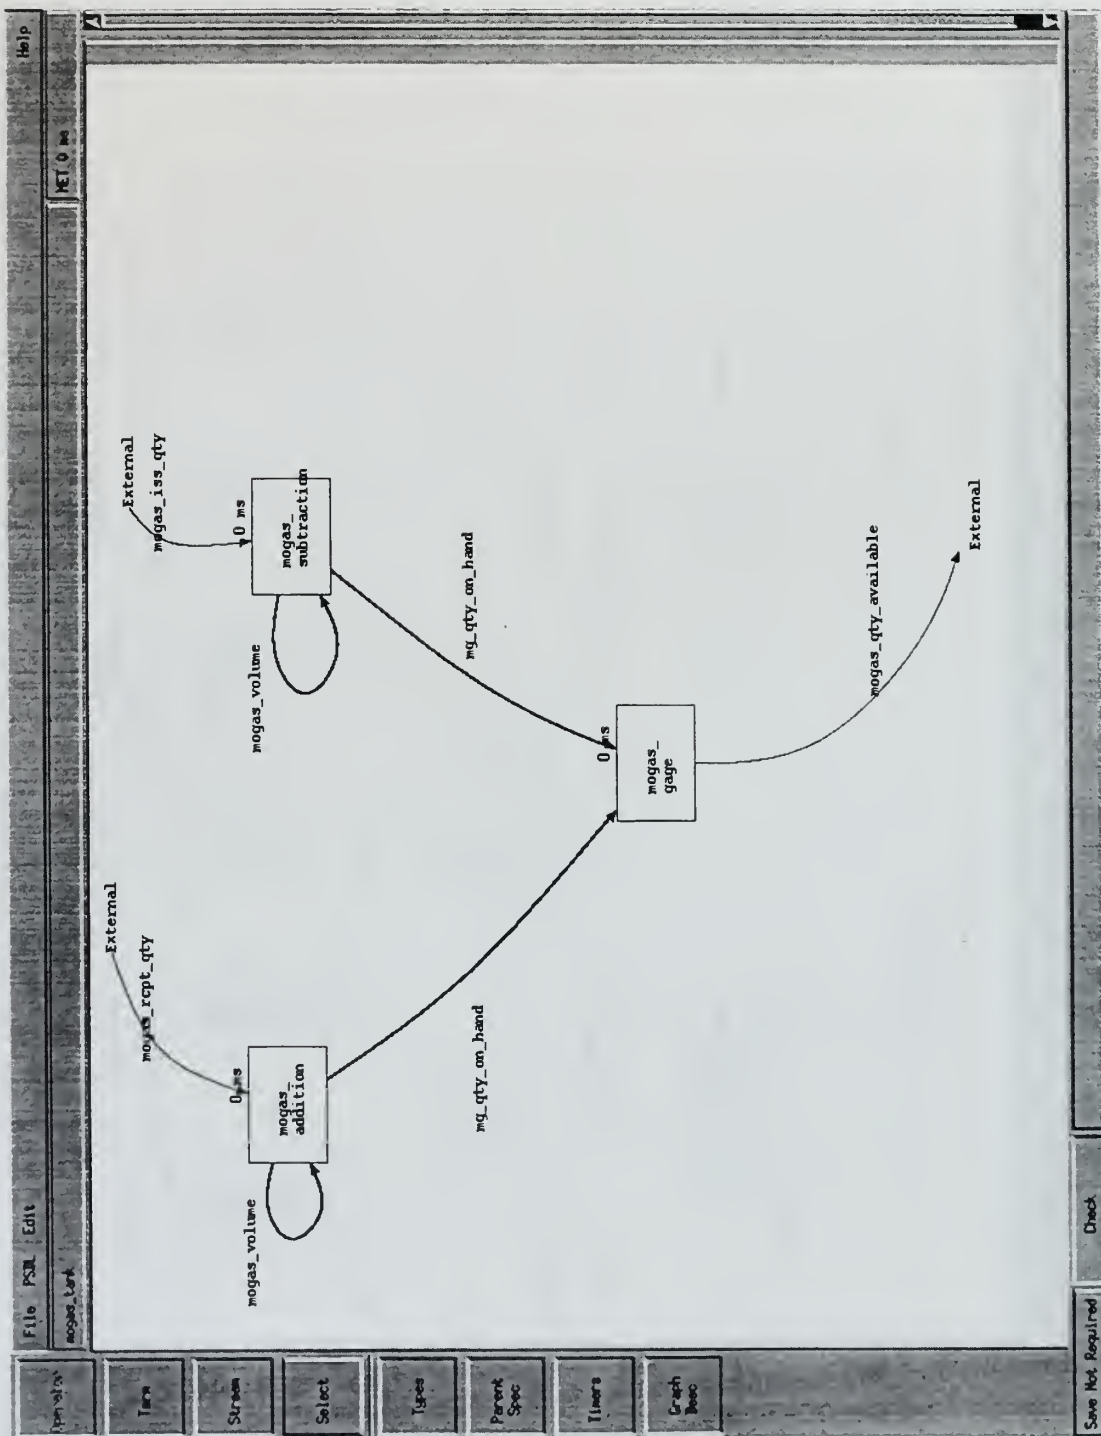 File PSDL Edit Help
mogas_tank MET 0 ms
Operator
Term
Stream
Select
Types
Parent
Spec
Timers
Graph
Desc
External
mogas_rcpt_qty
0 ms
mogas_
addition
mogas_volume
External
mogas_iss_qty
0 ms
mogas_
subtraction
mogas_volume
mg_qty_on_hand
mg_qty_on_hand
0 ms
mogas_
gage
mogas_qty_available
External
Save Not Required Check